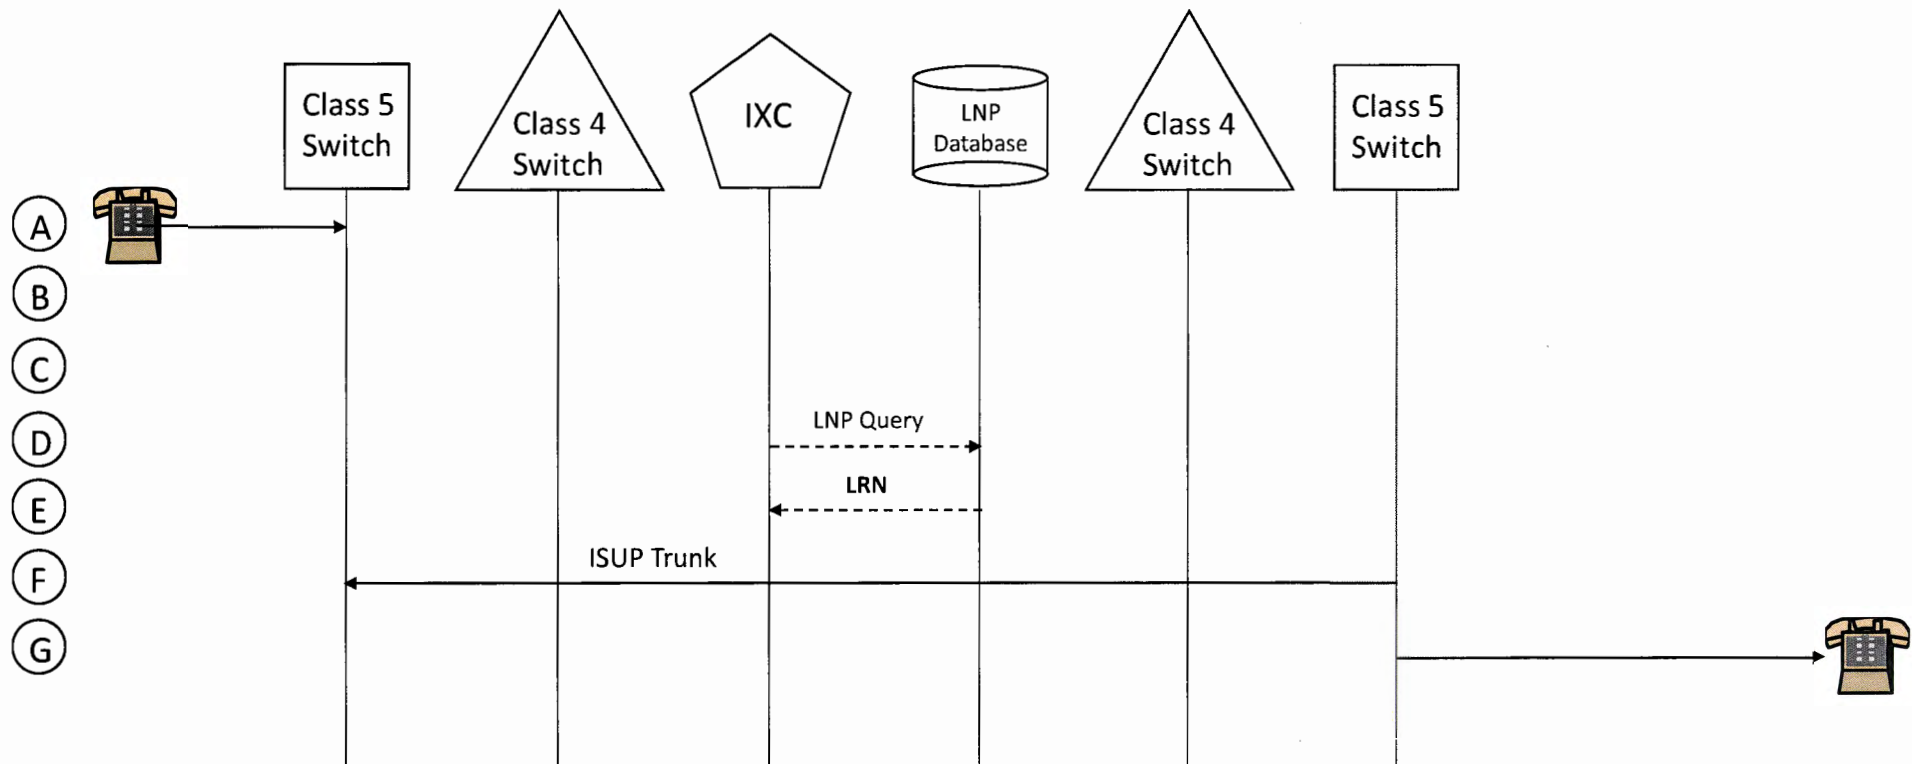 Class 5
Switch
Class 4
Switch
IXC
LNP
Database
Class 4
Switch
Class 5
Switch
A
B
C
D
LNP Query
E
LRN
F
ISUP Trunk
G